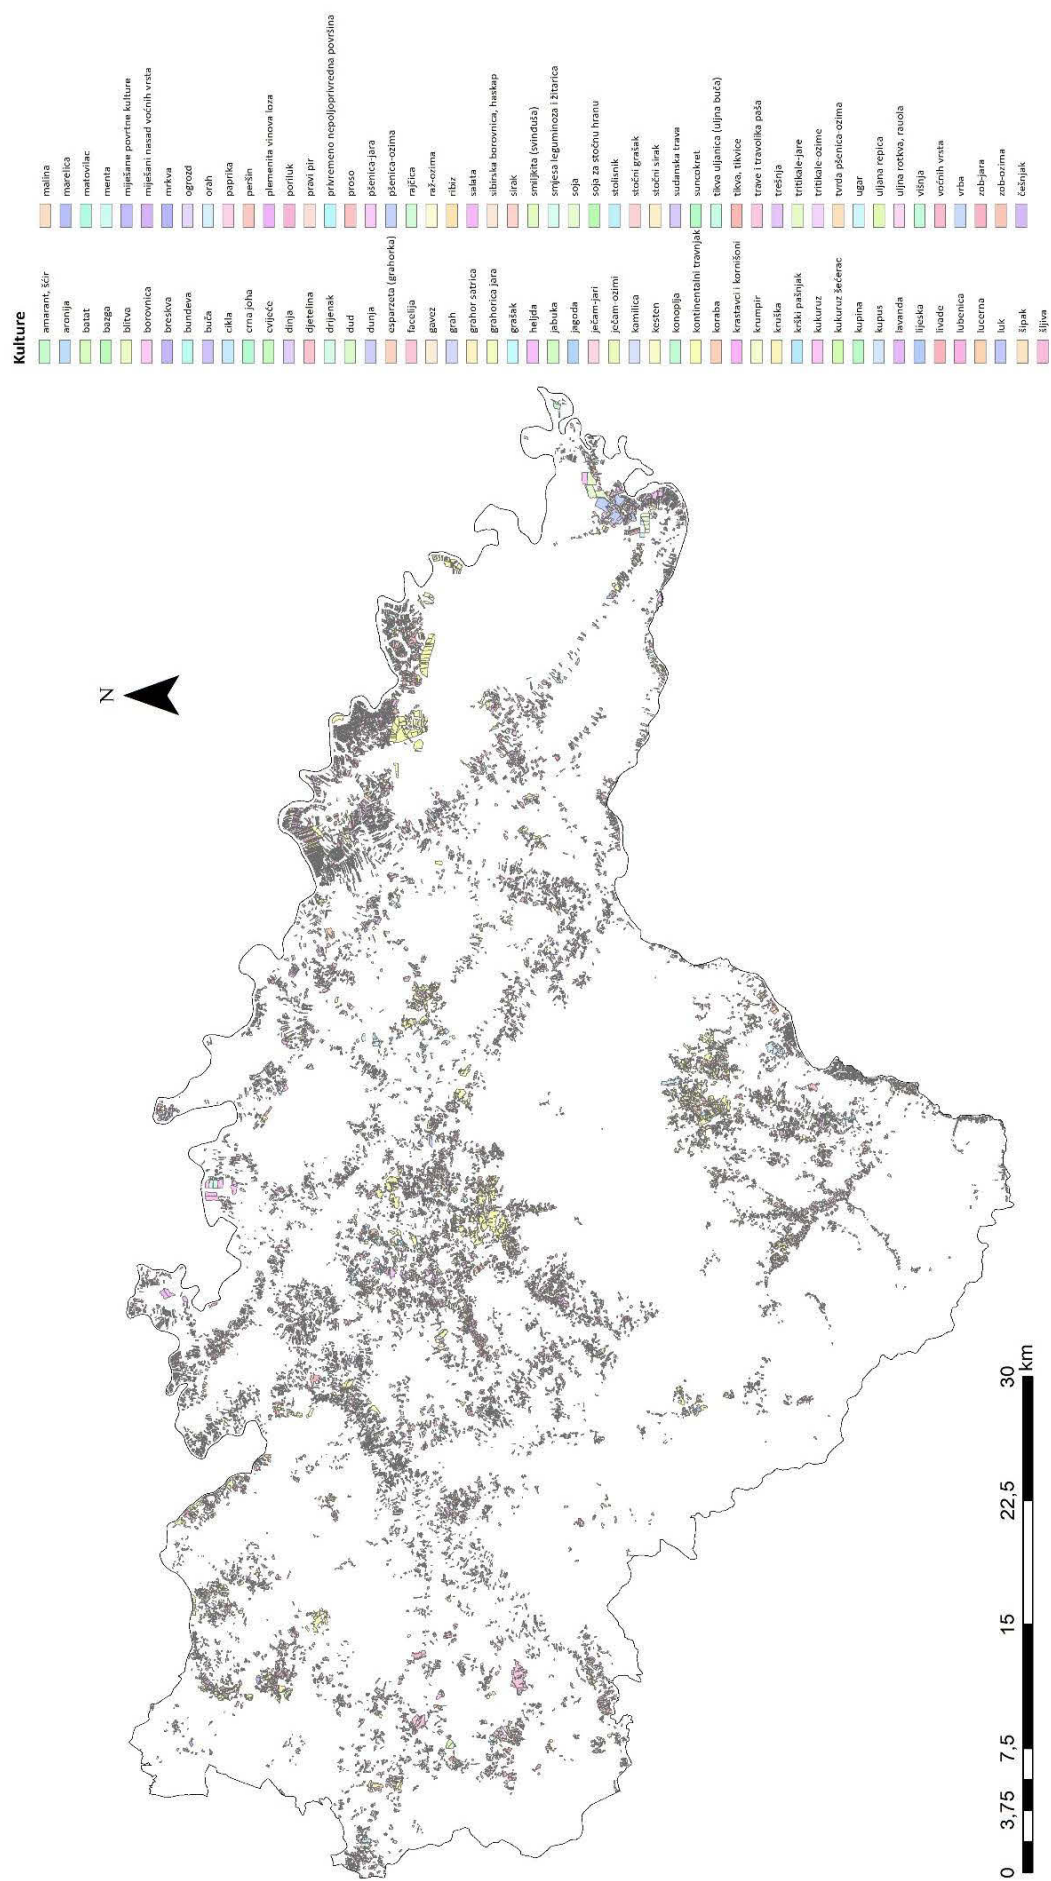 Kulture
amarant, šćir
aronija
batat
bazga
blitva
borovnica
breskva
bundeva
buča
cikla
crna joha
cvijeće
dinja
djetelina
drijenak
dud
dunja
esparzeta (grahorka)
facelija
gavez
grah
grahor satrica
grahorica jara
grašak
heljda
jabuka
jagoda
ječam-jari
ječam-ozimi
kamilica
kesten
konoplja
kontinentalni travnjak
koraba
krastavci i kornišoni
krumpir
kruška
krški pašnjak
kukuruz
kukuruz šećerac
kupina
kupus
lavanda
lijeska
livade
lubenica
lucerna
luk
šipak
šljiva
malina
marelica
matovilac
menta
miješane povrtne kulture
miješani nasad voćnih vrsta
mrkva
ogrozd
orah
paprika
peršin
plemenita vinova loza
poriluk
pravi pir
privremeno nepoljoprivredna površina
proso
pšenica-jara
pšenica-ozima
rajčica
raž-ozima
ribiz
salata
sibirska borovnica, haskap
sirak
smiljkita (svinđuša)
smjesa leguminoza i žitarica
soja
soja za stočnu hranu
stolisnik
stočni grašak
stočni sirak
sudanska trava
suncokret
tikva uljanica (uljna buča)
tikva, tikvice
trave i travolika paša
trešnja
tritikale-jare
tritikale-ozime
tvrda pšenica-ozima
ugar
uljana repica
uljna rotkva, rauola
višnja
voćnih vrsta
vrba
zob-jara
zob-ozima
češnjak
N
0 3,75 7,5 15 22,5 30 km